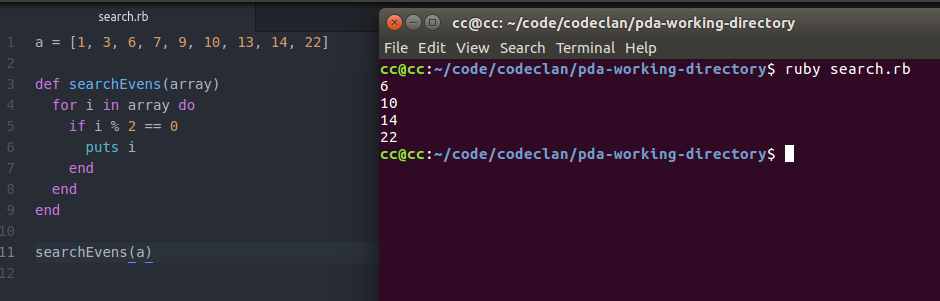 search.rb
1 a = [1, 3, 6, 7, 9, 10, 13, 14, 22]
2
3 def searchEvens(array)
4   for i in array do
5     if i % 2 == 0
6       puts i
7     end
8   end
9 end
10
11 searchEvens(a)
12
cc@cc: ~/code/codeclan/pda-working-directory
File Edit View Search Terminal Help
cc@cc:~/code/codeclan/pda-working-directory$ ruby search.rb
6
10
14
22
cc@cc:~/code/codeclan/pda-working-directory$